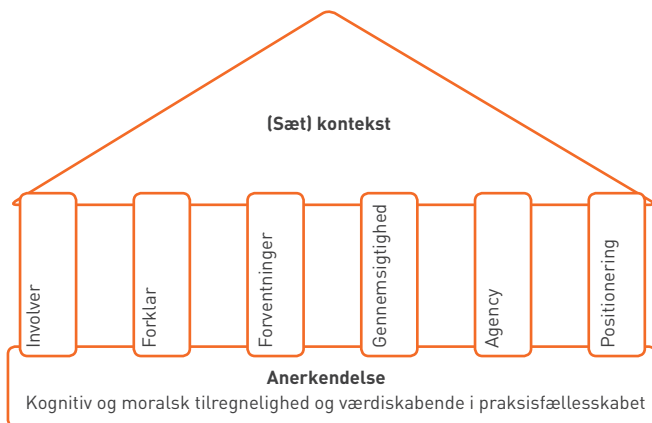 (Sæt) kontekst
Involver
Forklar
Forventninger
Gennemsigtighed
Agency
Positionering
Anerkendelse
Kognitiv og moralsk tilregnelighed og værdiskabende i praksisfællesskabet